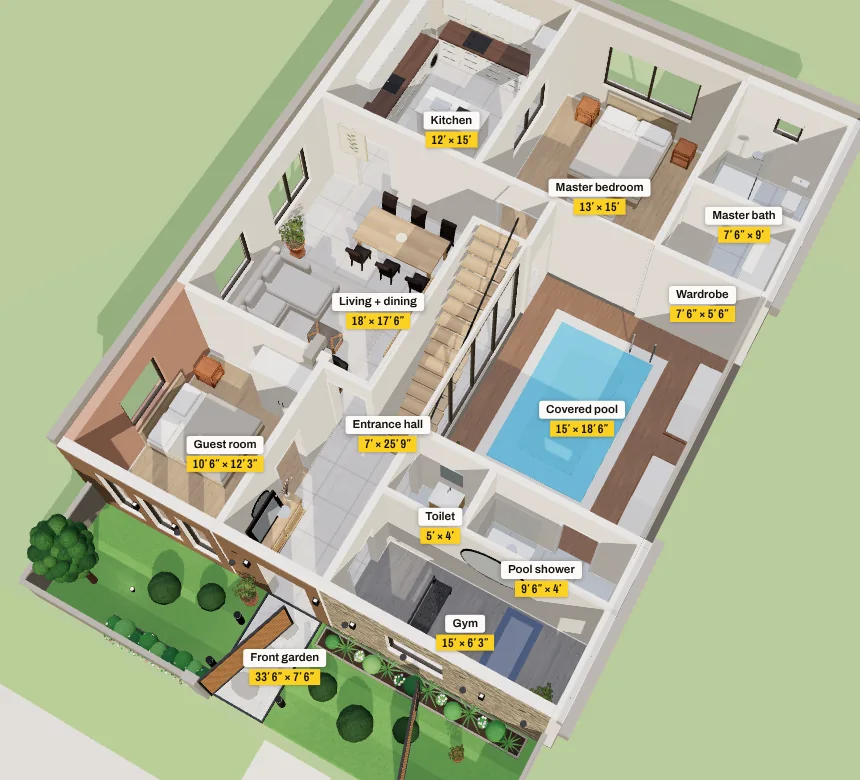 Kitchen
12′ × 15′
Master bedroom
13′ × 15′
Master bath
7′ 6″ × 9′
Living + dining
18′ × 17′ 6″
Wardrobe
7′ 6″ × 5′ 6″
Covered pool
15′ × 18′ 6″
Entrance hall
7′ × 25′ 9″
Guest room
10′ 6″ × 12′ 3″
Toilet
5′ × 4′
Pool shower
9′ 6″ × 4′
Gym
15′ × 6′ 3″
Front garden
33′ 6″ × 7′ 6″